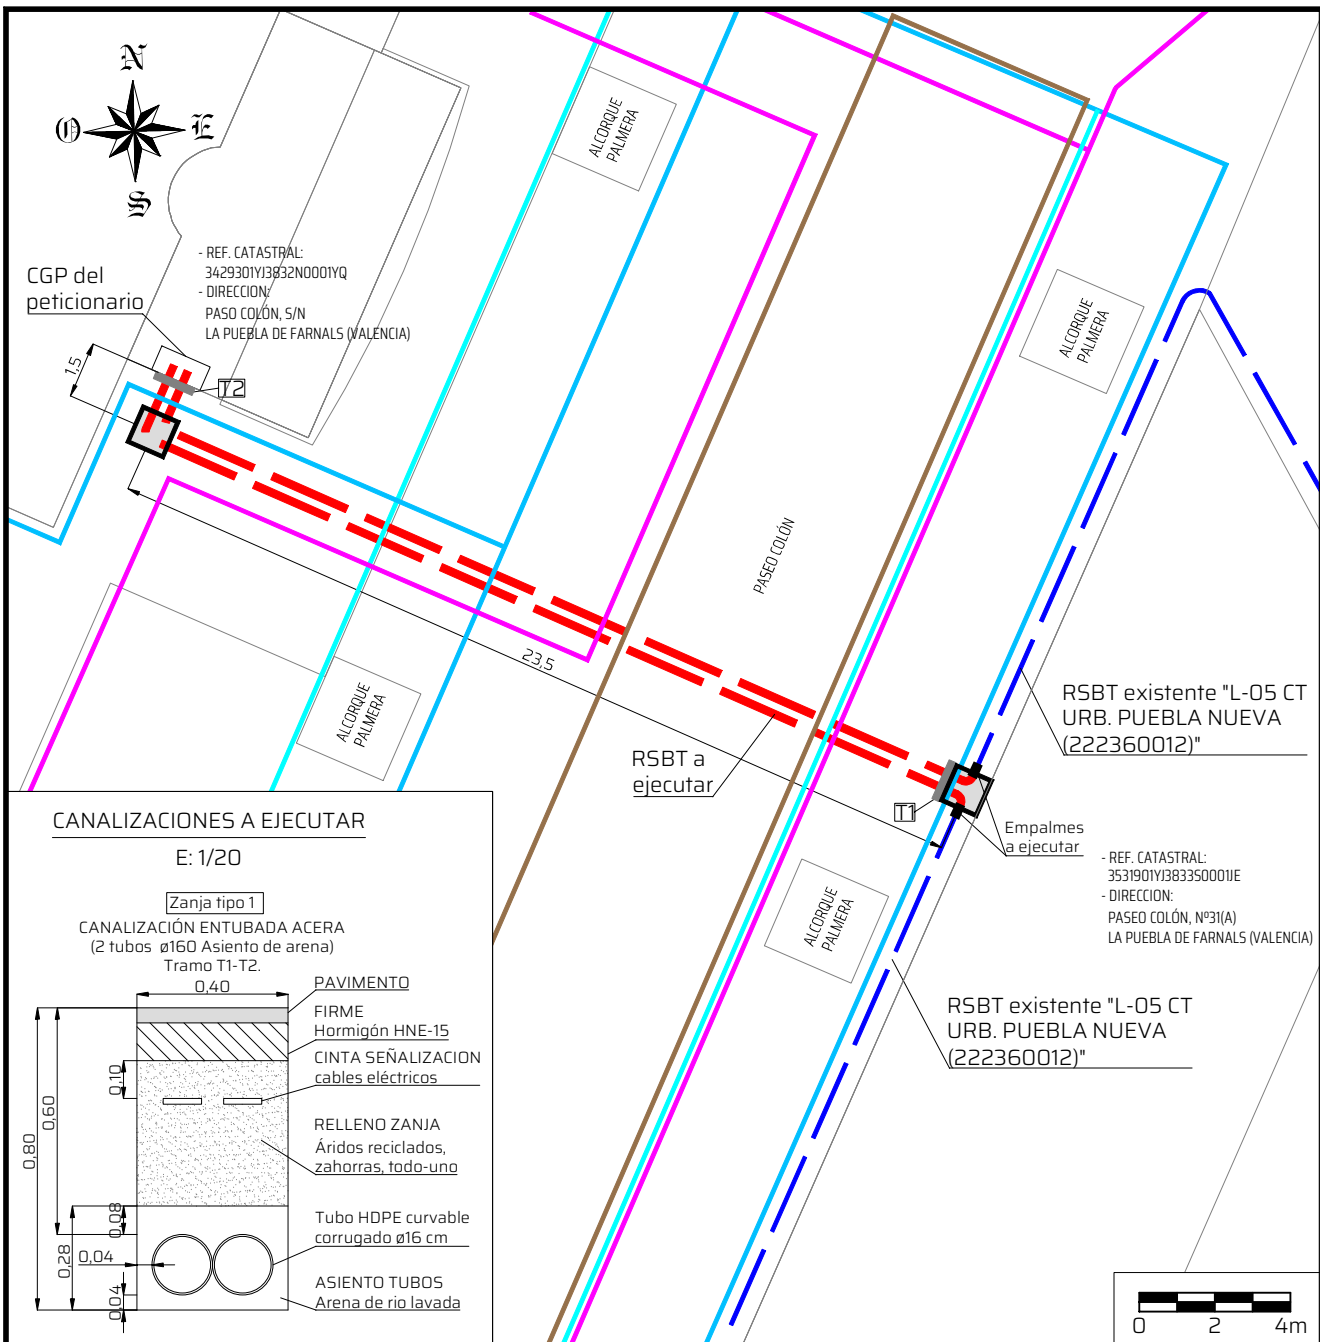 N
O
E
S
- REF. CATASTRAL:
3429301YJ3832N0001YQ
- DIRECCION:
PASO COLÓN, S/N
LA PUEBLA DE FARNALS (VALENCIA)
CGP del
peticionario
1,5
T2
ALCORQUE
PALMERA
ALCORQUE
PALMERA
PASEO COLÓN
23,5
ALCORQUE
PALMERA
RSBT a
ejecutar
RSBT existente "L-05 CT
URB. PUEBLA NUEVA
(222360012)"
T1
Empalmes
a ejecutar
- REF. CATASTRAL:
3531901YJ3833S0001JE
- DIRECCION:
PASEO COLÓN, Nº31(A)
LA PUEBLA DE FARNALS (VALENCIA)
ALCORQUE
PALMERA
RSBT existente "L-05 CT
URB. PUEBLA NUEVA
(222360012)"
CANALIZACIONES A EJECUTAR
E: 1/20
Zanja tipo 1
CANALIZACIÓN ENTUBADA ACERA
(2 tubos ø160 Asiento de arena)
Tramo T1-T2.
0,40
PAVIMENTO
FIRME
Hormigón HNE-15
CINTA SEÑALIZACION
cables eléctricos
0,10
0,60
0,80
RELLENO ZANJA
Áridos reciclados,
zahorras, todo-uno
0,08
0,28
0,04
0,04
Tubo HDPE curvable
corrugado ø16 cm
ASIENTO TUBOS
Arena de rio lavada
0 2 4m